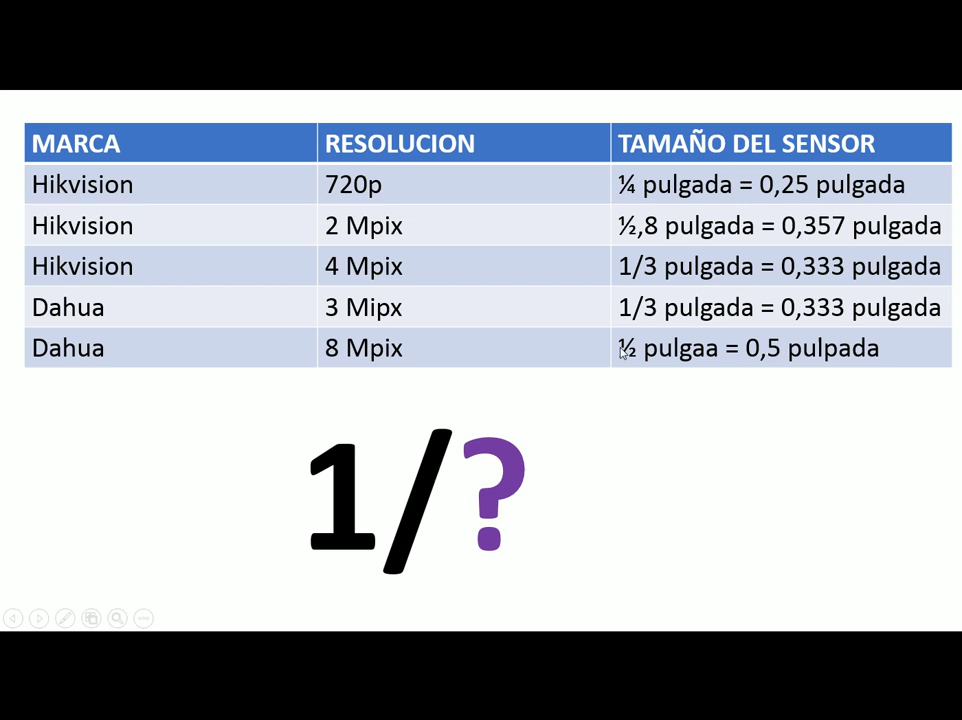 MARCA RESOLUCION TAMAÑO DEL SENSOR
Hikvision 720p ¼ pulgada = 0,25 pulgada
Hikvision 2 Mpix ½,8 pulgada = 0,357 pulgada
Hikvision 4 Mpix 1/3 pulgada = 0,333 pulgada
Dahua 3 Mipx 1/3 pulgada = 0,333 pulgada
Dahua 8 Mpix ½ pulgaa = 0,5 pulpada
1/?